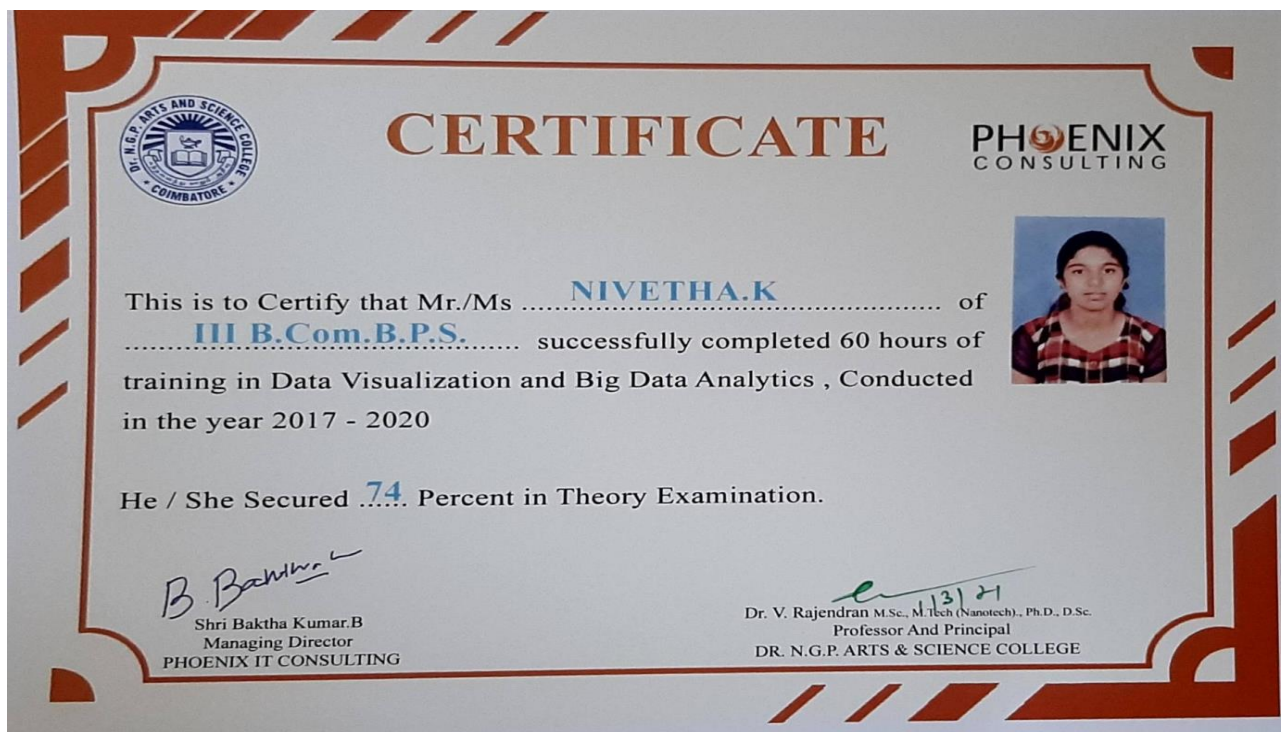 Dr. N.G.P. ARTS AND SCIENCE COLLEGE
COIMBATORE
CERTIFICATE
PHOENIX
CONSULTING
This is to Certify that Mr./Ms .....NIVETHA.K..... of
.....III B.Com.B.P.S...... successfully completed 60 hours of
training in Data Visualization and Big Data Analytics , Conducted
in the year 2017 - 2020
He / She Secured .74. Percent in Theory Examination.
1/3/21
Shri Baktha Kumar.B
Managing Director
PHOENIX IT CONSULTING
Dr. V. Rajendran M.Sc., M.Tech (Nanotech)., Ph.D., D.Sc.
Professor And Principal
DR. N.G.P. ARTS & SCIENCE COLLEGE